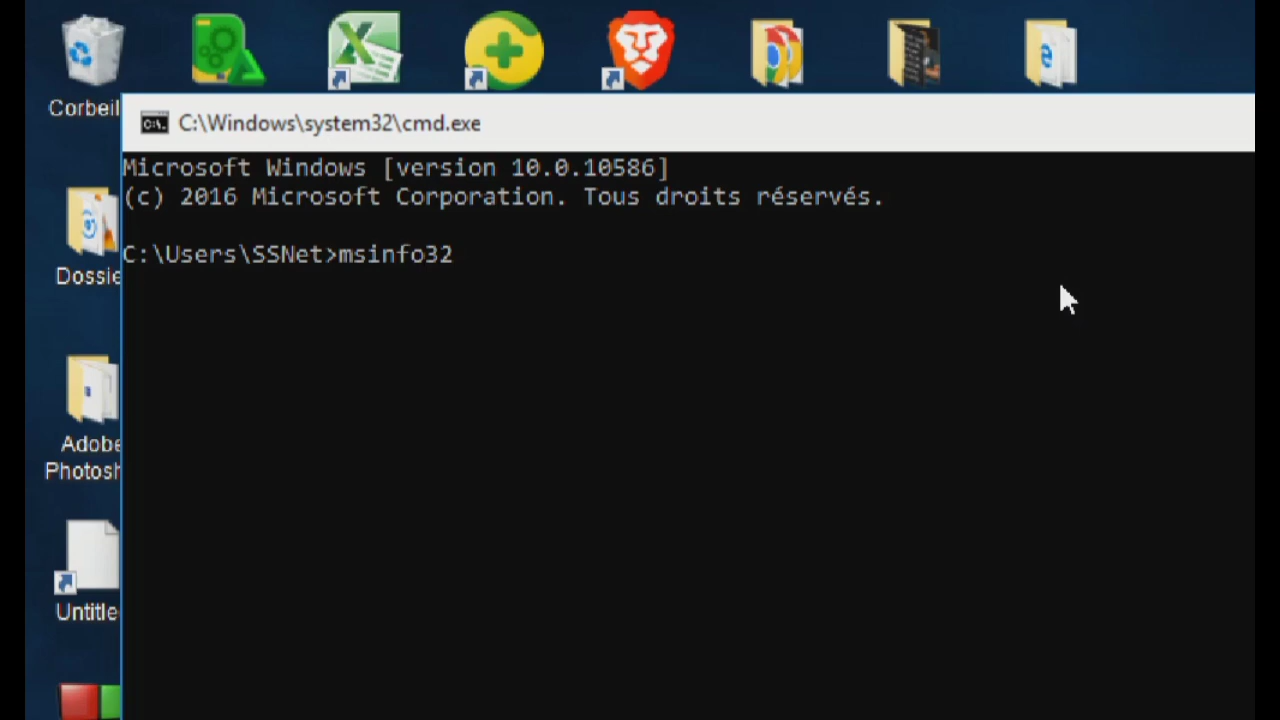 Corbeil
C:\Windows\system32\cmd.exe
Microsoft Windows [version 10.0.10586]
(c) 2016 Microsoft Corporation. Tous droits réservés.
C:\Users\SSNet>msinfo32
Dossie
Adobe
Photosh
Untitle